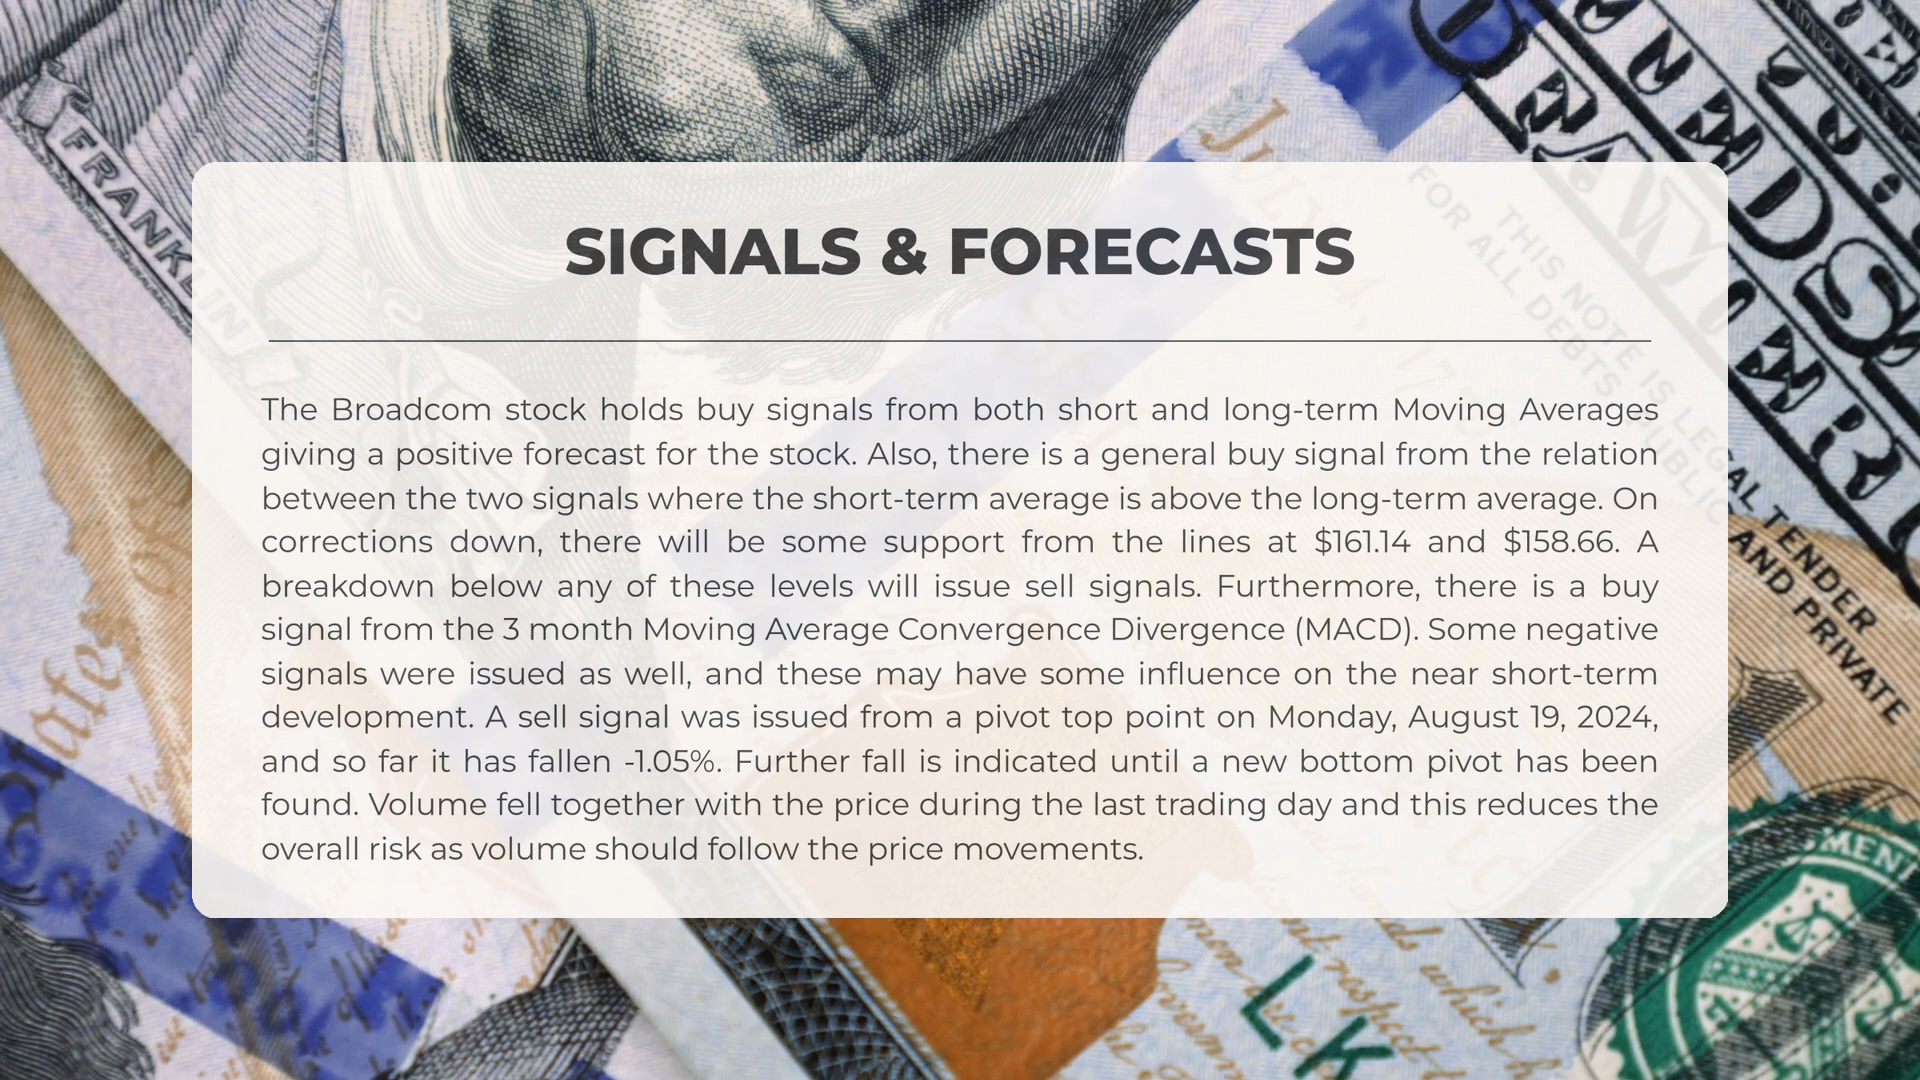 SIGNALS & FORECASTS
The Broadcom stock holds buy signals from both short and long-term Moving Averages
giving a positive forecast for the stock. Also, there is a general buy signal from the relation
between the two signals where the short-term average is above the long-term average. On
corrections down, there will be some support from the lines at $161.14 and $158.66. A
breakdown below any of these levels will issue sell signals. Furthermore, there is a buy
signal from the 3 month Moving Average Convergence Divergence (MACD). Some negative
signals were issued as well, and these may have some influence on the near short-term
development. A sell signal was issued from a pivot top point on Monday, August 19, 2024,
and so far it has fallen -1.05%. Further fall is indicated until a new bottom pivot has been
found. Volume fell together with the price during the last trading day and this reduces the
overall risk as volume should follow the price movements.
FRANKLIN
July 4, 177
THIS NOTE IS LEGAL TENDER
FOR ALL DEBTS, PUBLIC AND PRIVATE
L K